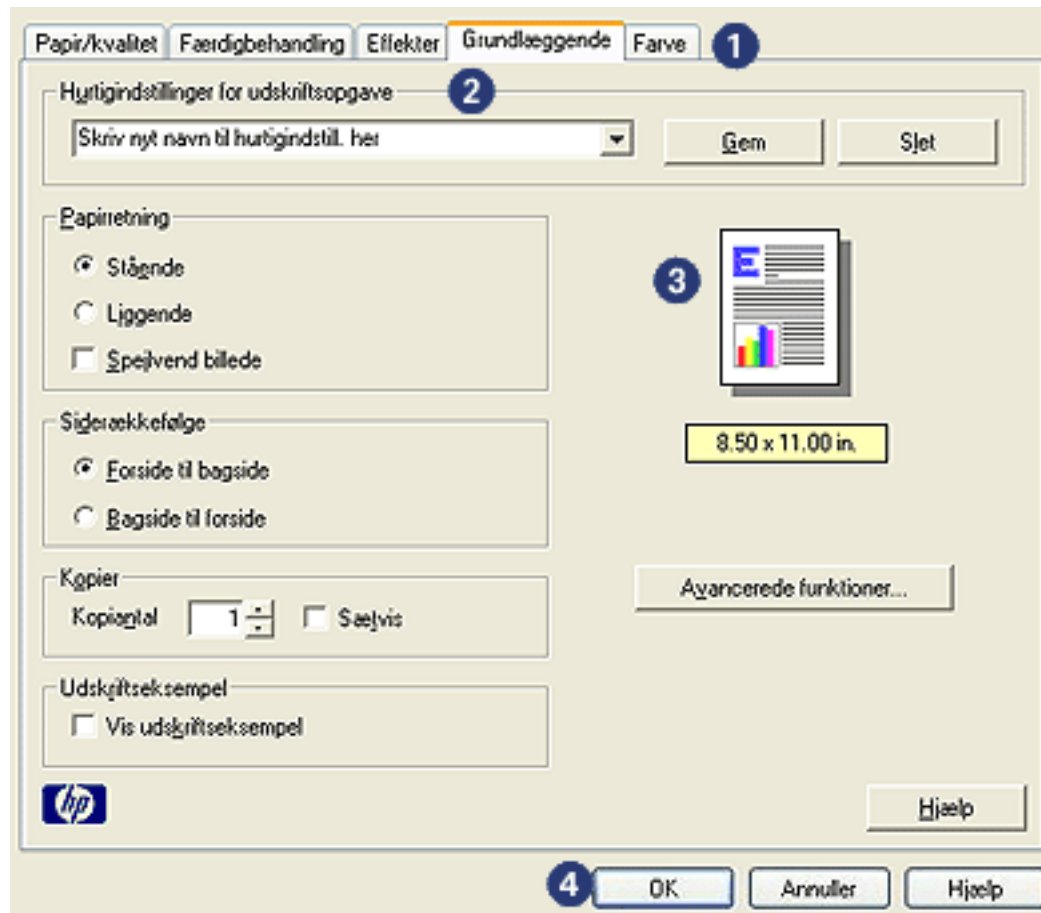 Papir/kvalitet Færdigbehandling Effekter Grundlæggende Farve 1
Hurtigindstillinger for udskriftsopgave 2
Skriv nyt navn til hurtigindstill. her Gem Slet
Papirretning
Stående
Liggende
Spejlvend billede
3
E
8.50 x 11.00 in.
Siderækkefølge
Forside til bagside
Bagside til forside
Kopier
Kopiantal 1 Sætvis
Avancerede funktioner...
Udskriftseksempel
Vis udskriftseksempel
hp
Hjælp
4 OK Annuller Hjælp